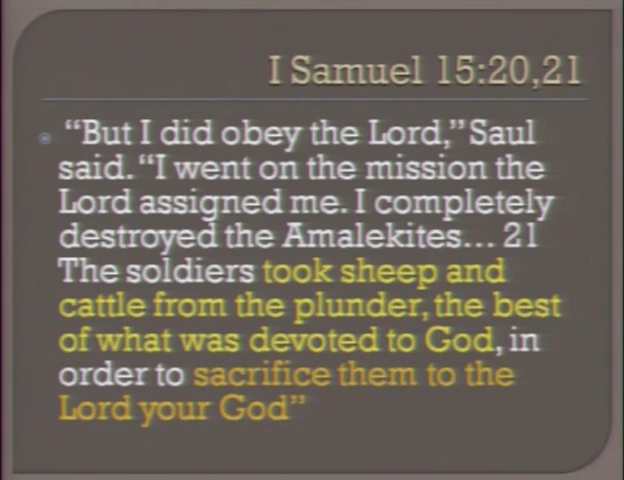 I Samuel 15:20,21
“But I did obey the Lord,” Saul
said. “I went on the mission the
Lord assigned me. I completely
destroyed the Amalekites... 21
The soldiers took sheep and
cattle from the plunder, the best
of what was devoted to God, in
order to sacrifice them to the
Lord your God”